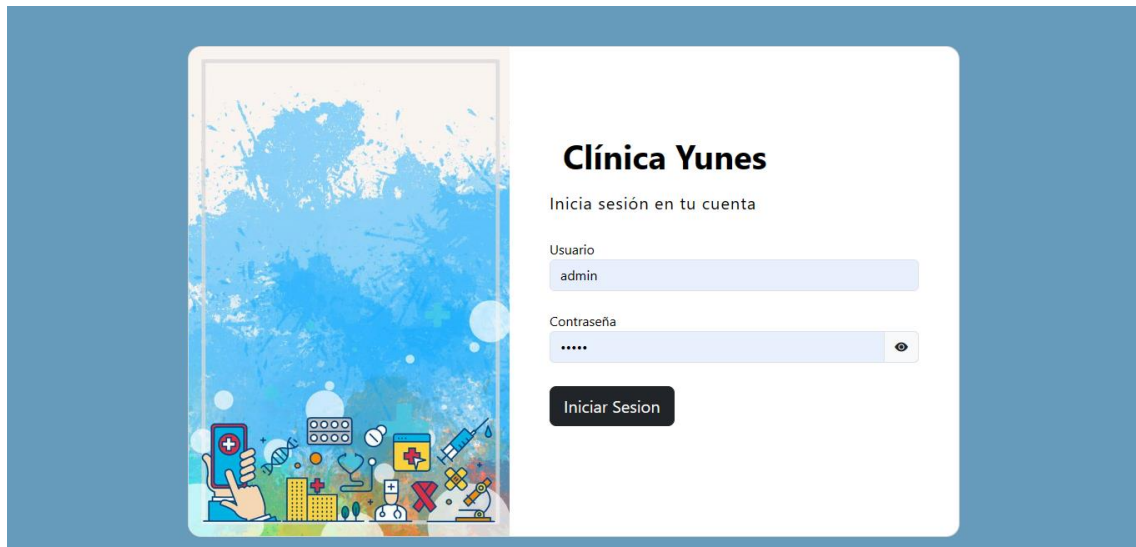 Clínica Yunes
Inicia sesión en tu cuenta
Usuario
admin
Contraseña
•••••
Iniciar Sesion